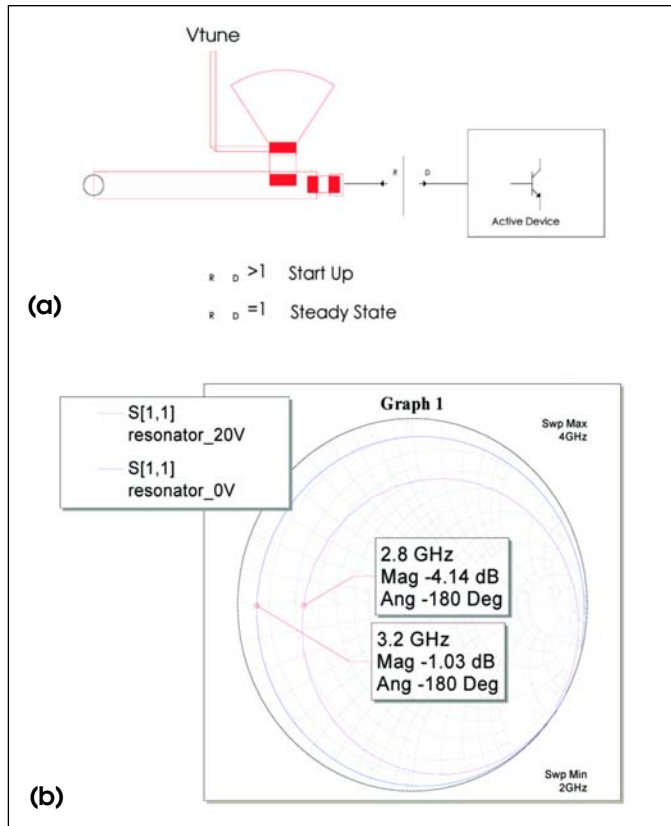 Vtune
R D
Active Device
R D >1 Start Up
(a)
R D =1 Steady State
Graph 1
S[1,1]
resonator_20V
S[1,1]
resonator_0V
Swp Max
4GHz
2.8 GHz
Mag -4.14 dB
Ang -180 Deg
3.2 GHz
Mag -1.03 dB
Ang -180 Deg
Swp Min
2GHz
(b)